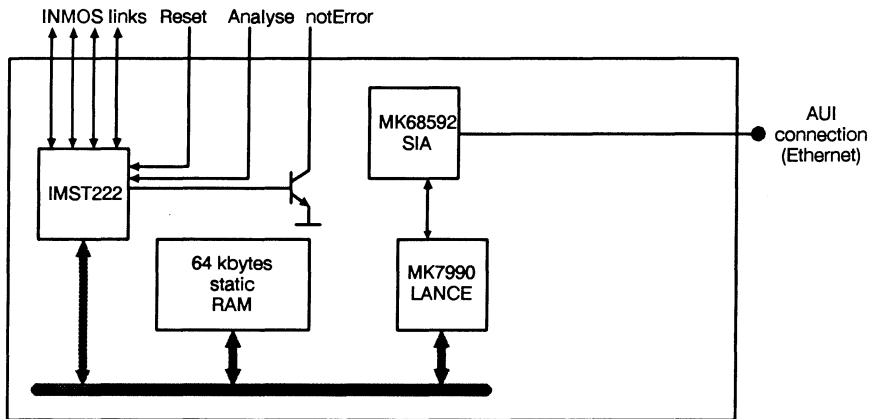 INMOS links Reset Analyse notError
MK68592
SIA
AUI
connection
(Ethernet)
IMST222
64 kbytes
static
RAM
MK7990
LANCE